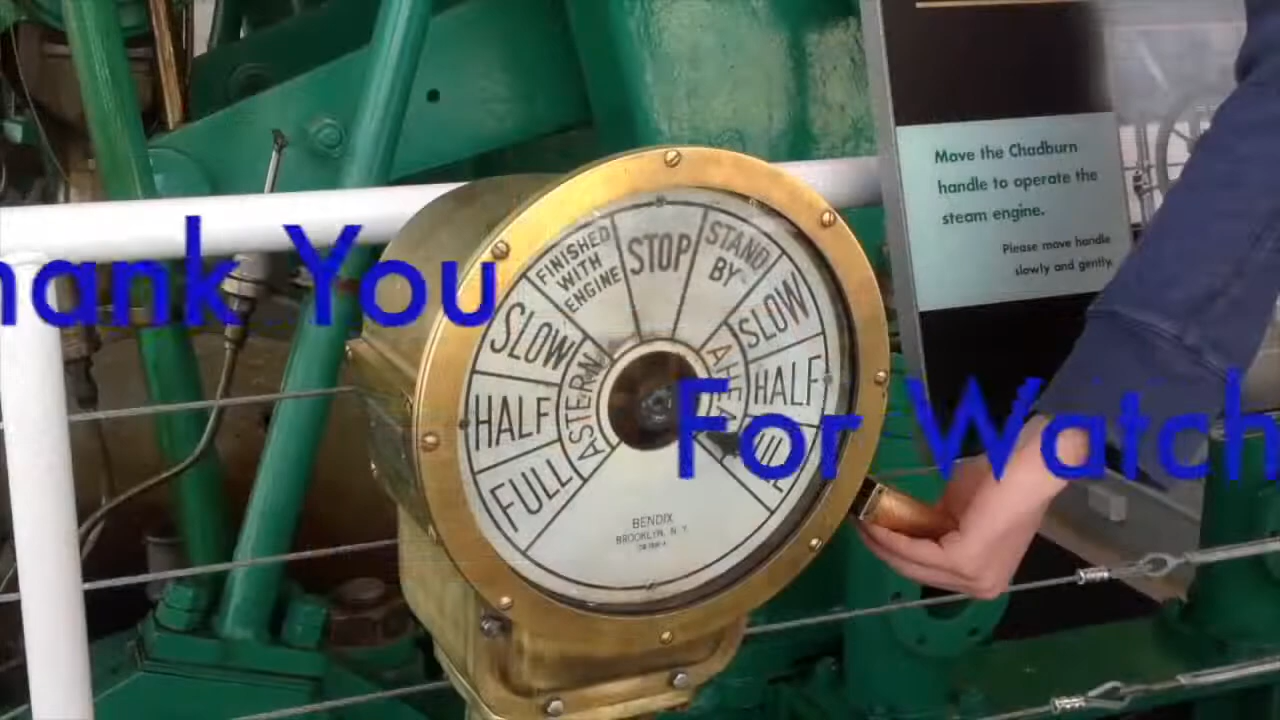 Move the Chadburn
handle to operate the
steam engine.
Please move handle
slowly and gently.
hank You
For Watch
FINISHED
WITH
ENGINE
STOP
STAND
BY
SLOW
SLOW
HALF
HALF
FULL
ASTERN
BENDIX
BROOKLYN, N.Y.